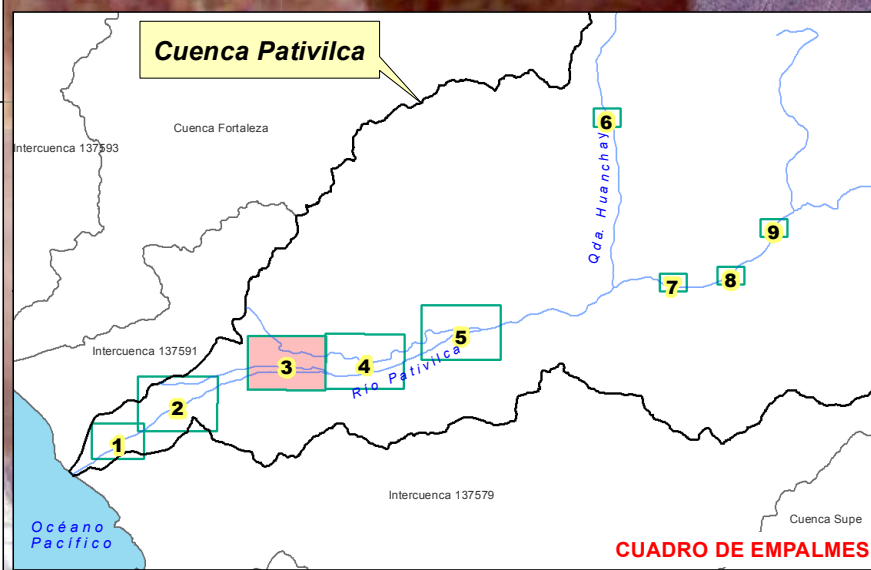 Cuenca Pativilca
Cuenca Fortaleza
Intercuenca 137593
6
Qda. Huanchay
9
8
7
5
Intercuenca 137591
3
4
Río Pativilca
2
1
Intercuenca 137579
Cuenca Supe
Océano
Pacífico
CUADRO DE EMPALMES